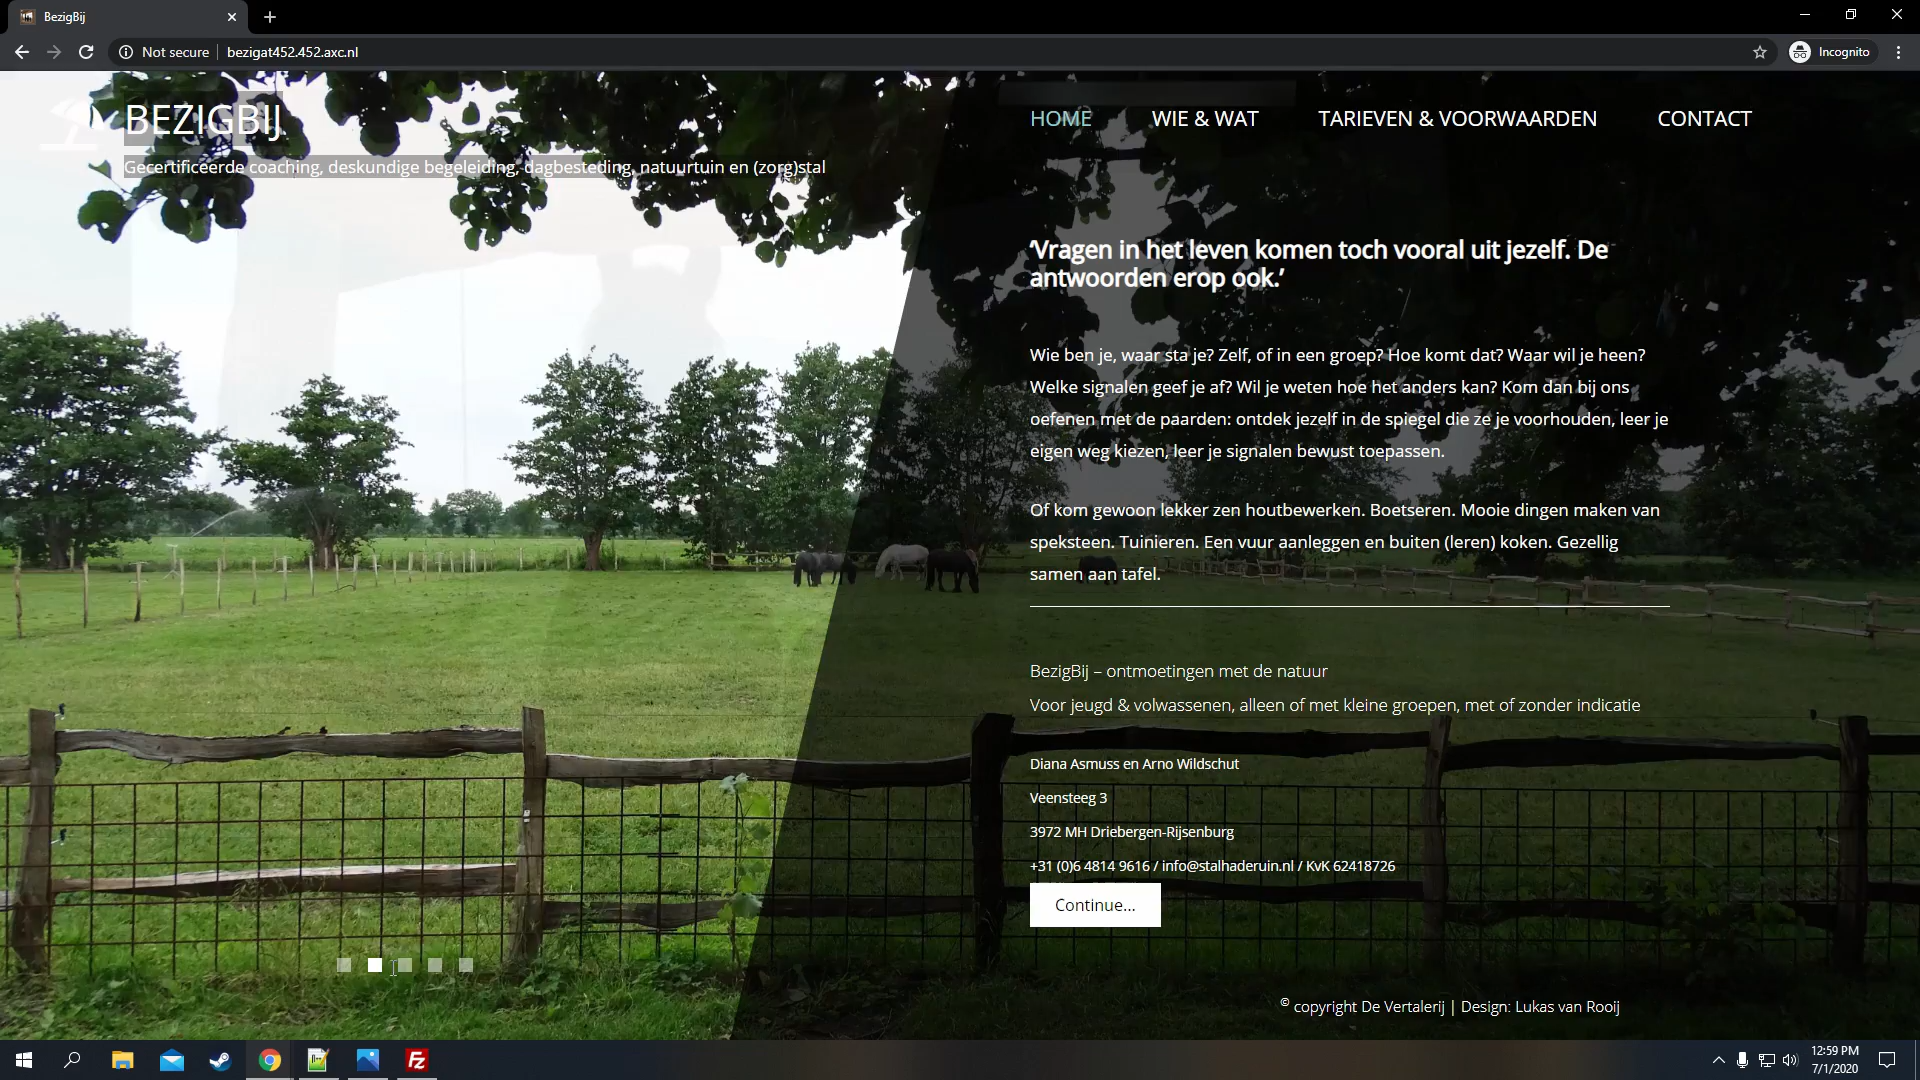 BezigBij
Not secure
bezigat452.452.axc.nl
Incognito
BEZIGBIJ
Gecertificeerde coaching, deskundige begeleiding, dagbesteding, natuurtuin en (zorg)stal
HOME
WIE & WAT
TARIEVEN & VOORWAARDEN
CONTACT
‘Vragen in het leven komen toch vooral uit jezelf. De
antwoorden erop ook.’
Wie ben je, waar sta je? Zelf, of in een groep? Hoe komt dat? Waar wil je heen?
Welke signalen geef je af? Wil je weten hoe het anders kan? Kom dan bij ons
oefenen met de paarden: ontdek jezelf in de spiegel die ze je voorhouden, leer je
eigen weg kiezen, leer je signalen bewust toepassen.
Of kom gewoon lekker zen houtbewerken. Boetseren. Mooie dingen maken van
speksteen. Tuinieren. Een vuur aanleggen en buiten (leren) koken. Gezellig
samen aan tafel.
BezigBij – ontmoetingen met de natuur
Voor jeugd & volwassenen, alleen of met kleine groepen, met of zonder indicatie
Diana Asmuss en Arno Wildschut
Veensteeg 3
3972 MH Driebergen-Rijsenburg
+31 (0)6 4814 9616 / info@stalhaderuin.nl / KvK 62418726
Continue...
© copyright De Vertalerij | Design: Lukas van Rooij
12:59 PM
7/1/2020